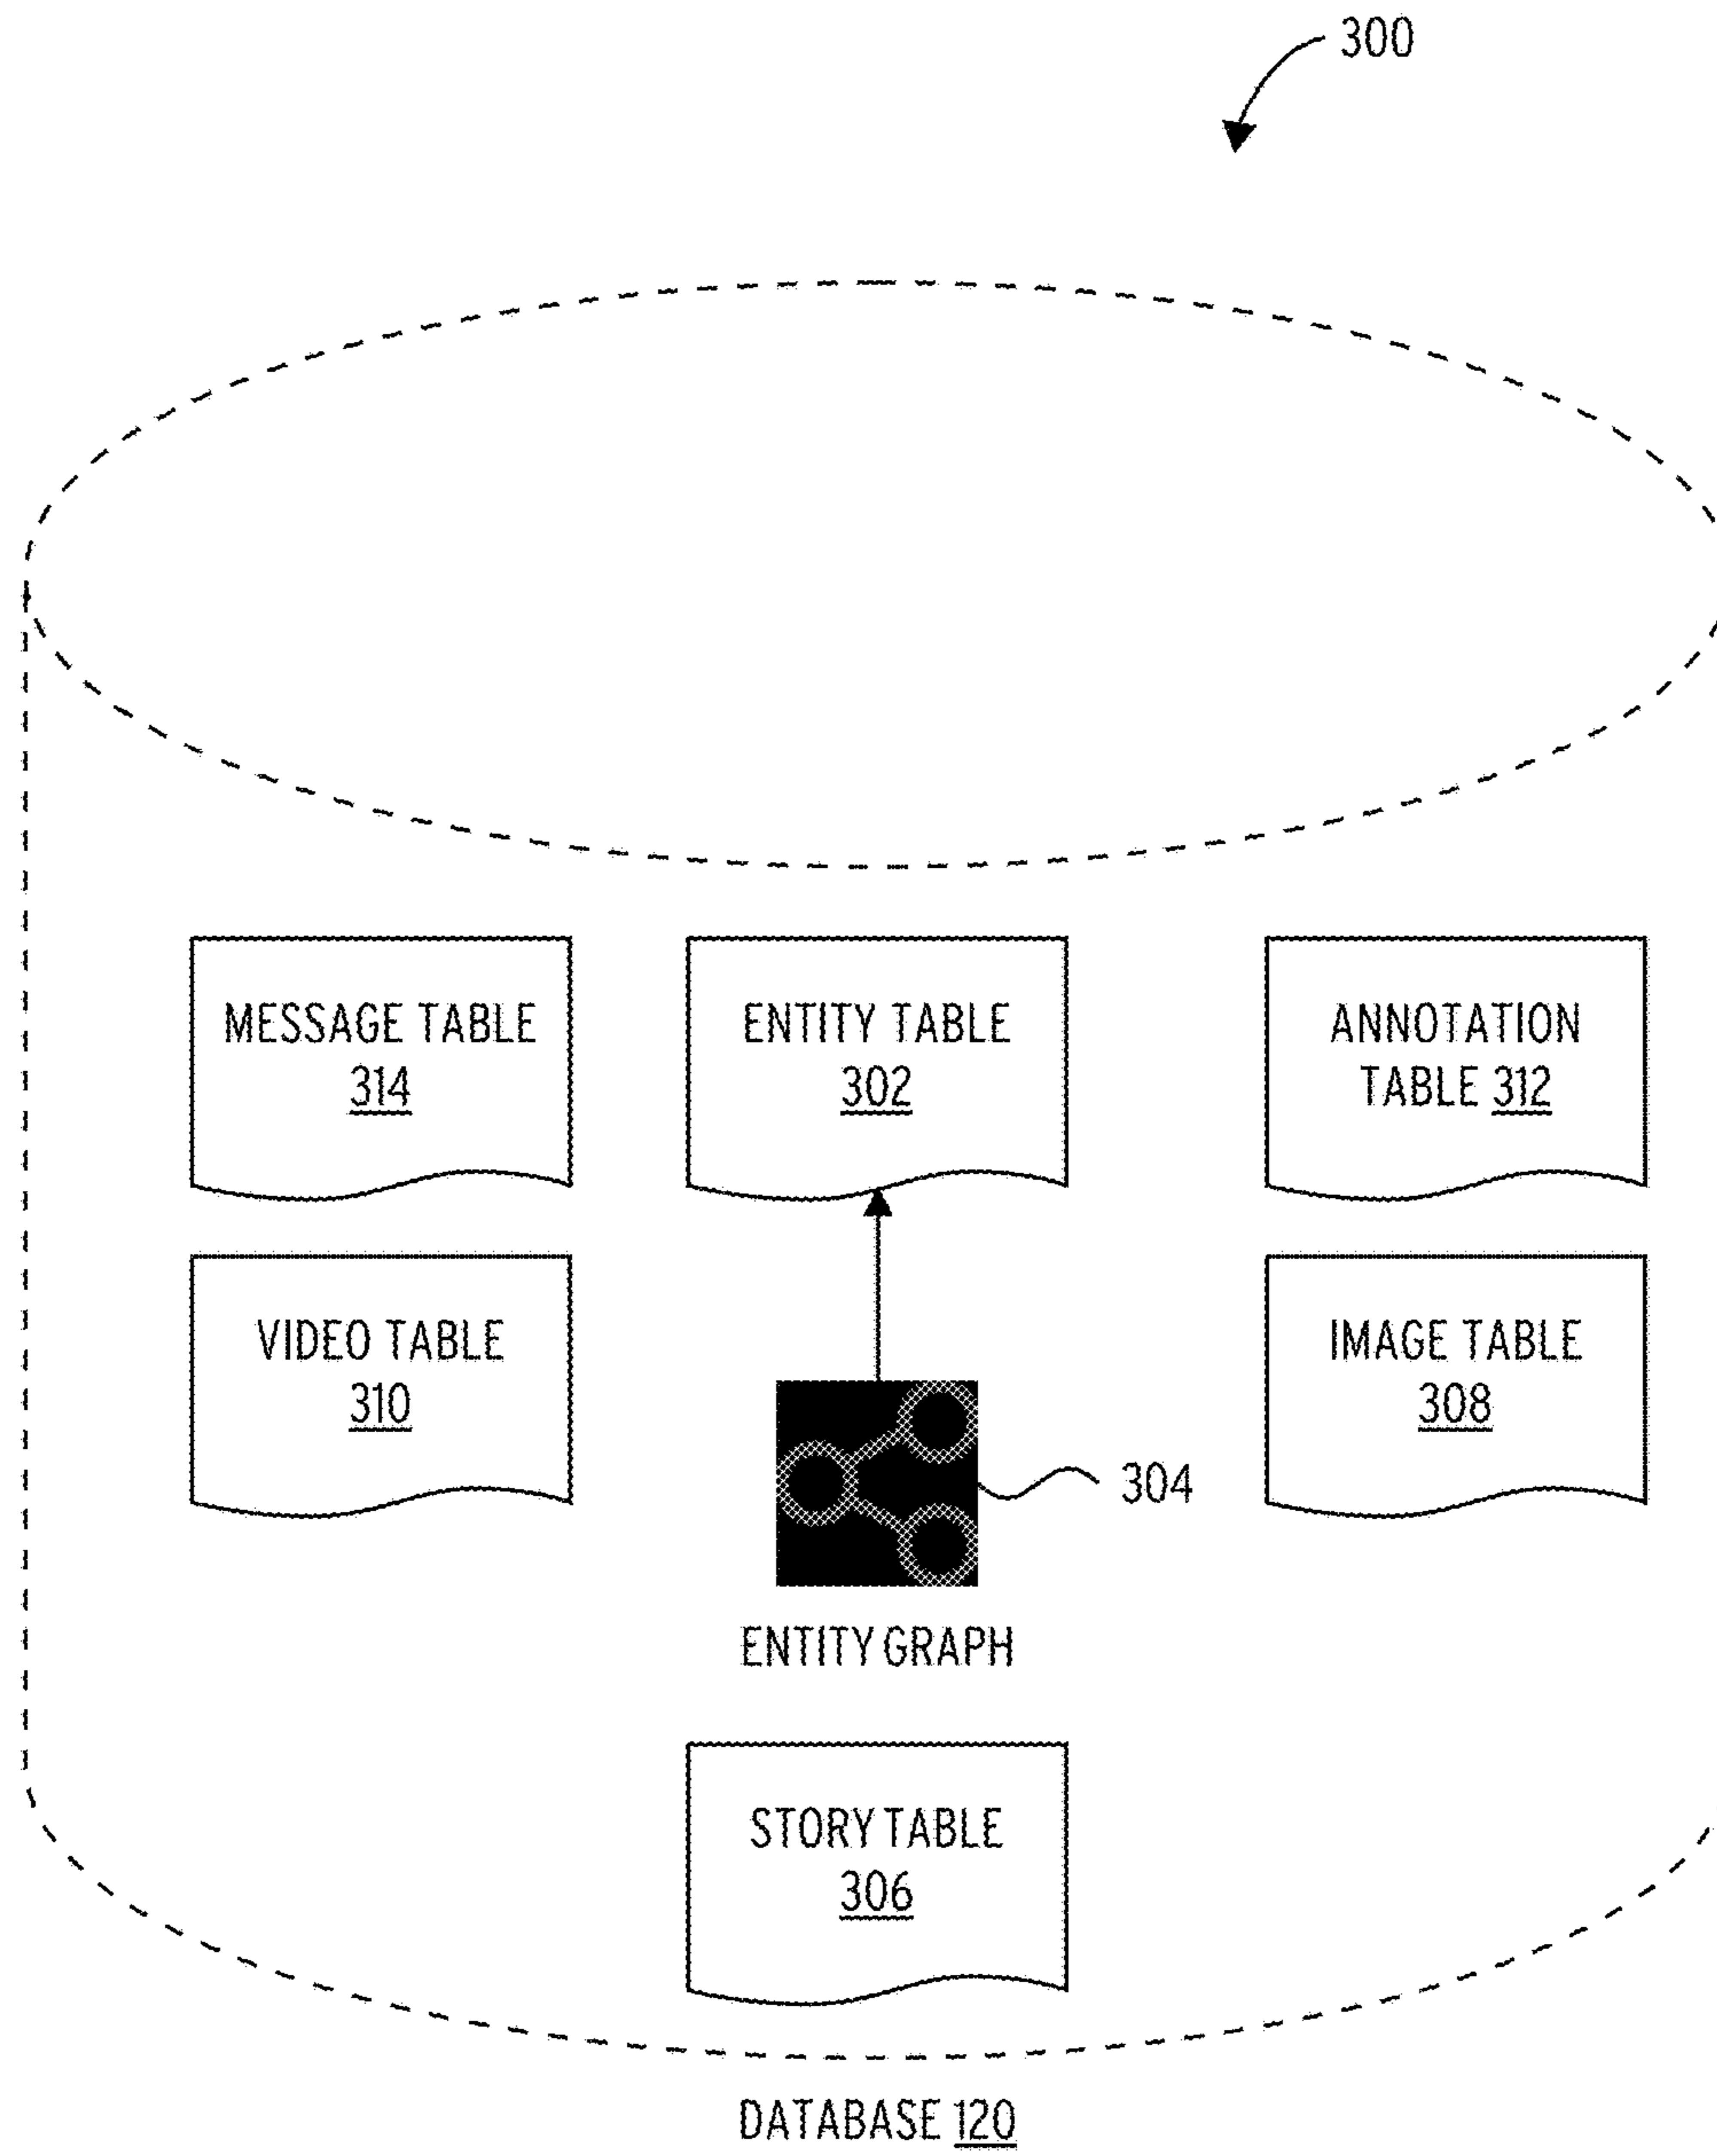 300
MESSAGE TABLE
314
ENTITY TABLE
302
ANNOTATION
TABLE 312
VIDEO TABLE
310
IMAGE TABLE
308
304
ENTITY GRAPH
STORY TABLE
306
DATABASE 120